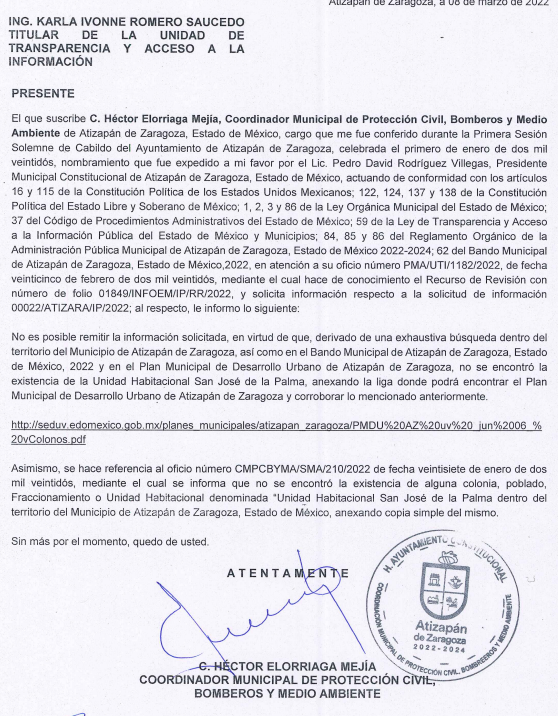 Atizapán de Zaragoza, a 08 de marzo de 2022
ING. KARLA IVONNE ROMERO SAUCEDO
TITULAR DE LA UNIDAD DE
TRANSPARENCIA Y ACCESO A LA
INFORMACIÓN
PRESENTE
El que suscribe C. Héctor Elorriaga Mejía, Coordinador Municipal de Protección Civil, Bomberos y Medio
Ambiente de Atizapán de Zaragoza, Estado de México, cargo que me fue conferido durante la Primera Sesión
Solemne de Cabildo del Ayuntamiento de Atizapán de Zaragoza, celebrada el primero de enero de dos mil
veintidós, nombramiento que fue expedido a mi favor por el Lic. Pedro David Rodríguez Villegas, Presidente
Municipal Constitucional de Atizapán de Zaragoza, Estado de México, actuando de conformidad con los artículos
16 y 115 de la Constitución Política de los Estados Unidos Mexicanos; 122, 124, 137 y 138 de la Constitución
Política del Estado Libre y Soberano de México; 1, 2, 3 y 86 de la Ley Orgánica Municipal del Estado de México;
37 del Código de Procedimientos Administrativos del Estado de México; 59 de la Ley de Transparencia y Acceso
a la Información Pública del Estado de México y Municipios; 84, 85 y 86 del Reglamento Orgánico de la
Administración Pública Municipal de Atizapán de Zaragoza, Estado de México 2022-2024; 62 del Bando Municipal
de Atizapán de Zaragoza, Estado de México,2022, en atención a su oficio número PMA/UTI/1182/2022, de fecha
veinticinco de febrero de dos mil veintidós, mediante el cual hace de conocimiento el Recurso de Revisión con
número de folio 01849/INFOEM/IP/RR/2022, y solicita información respecto a la solicitud de información
00022/ATIZARA/IP/2022; al respecto, le informo lo siguiente:
No es posible remitir la información solicitada, en virtud de que, derivado de una exhaustiva búsqueda dentro del
territorio del Municipio de Atizapán de Zaragoza, así como en el Bando Municipal de Atizapán de Zaragoza, Estado
de México, 2022 y en el Plan Municipal de Desarrollo Urbano de Atizapán de Zaragoza, no se encontró la
existencia de la Unidad Habitacional San José de la Palma, anexando la liga donde podrá encontrar el Plan
Municipal de Desarrollo Urbano de Atizapán de Zaragoza y corroborar lo mencionado anteriormente.
http://seduv.edomexico.gob.mx/planes_municipales/atizapan_zaragoza/PMDU%20AZ%20uv%20_jun%2006_%
20vColonos.pdf
Asimismo, se hace referencia al oficio número CMPCBYMA/SMA/210/2022 de fecha veintisiete de enero de dos
mil veintidós, mediante el cual se informa que no se encontró la existencia de alguna colonia, poblado,
Fraccionamiento o Unidad Habitacional denominada “Unidad Habitacional San José de la Palma dentro del
territorio del Municipio de Atizapán de Zaragoza, Estado de México, anexando copia simple del mismo.
Sin más por el momento, quedo de usted.
ATENTAMENTE
H. AYUNTAMIENTO CONSTITUCIONAL
Atizapán
de Zaragoza
2022-2024
COORDINACIÓN MUNICIPAL DE PROTECCIÓN CIVIL, BOMBEREROS Y MEDIO AMBIENTE
C. HÉCTOR ELORRIAGA MEJÍA
COORDINADOR MUNICIPAL DE PROTECCIÓN CIVIL,
BOMBEROS Y MEDIO AMBIENTE